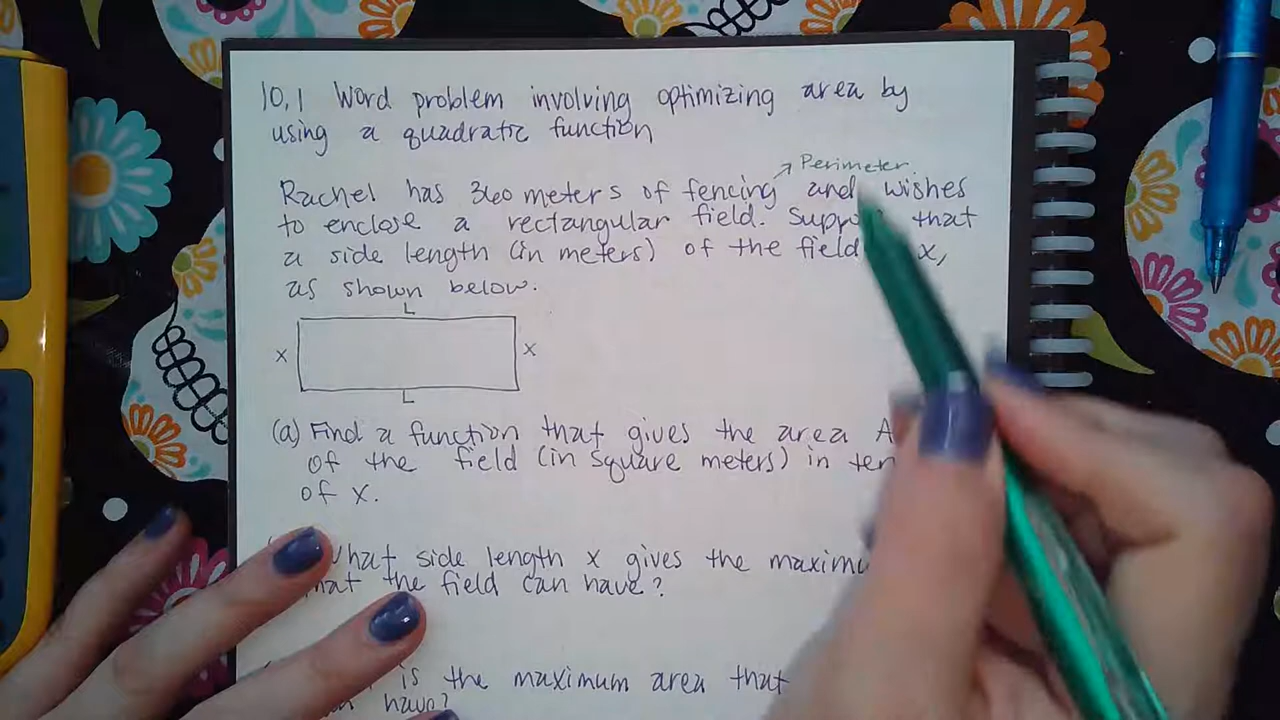 10.1 Word problem involving optimizing area by
using a quadratic function
Perimeter
Rachel has 360 meters of fencing and wishes
to enclose a rectangular field. that
a side length (in meters) of the field x,
as shown below.
L
x
x
L
(a) Find a function that gives the area A
of the field (in square meters) in
of x.
side length x gives the
the field can have?
is the maximum area that
have?